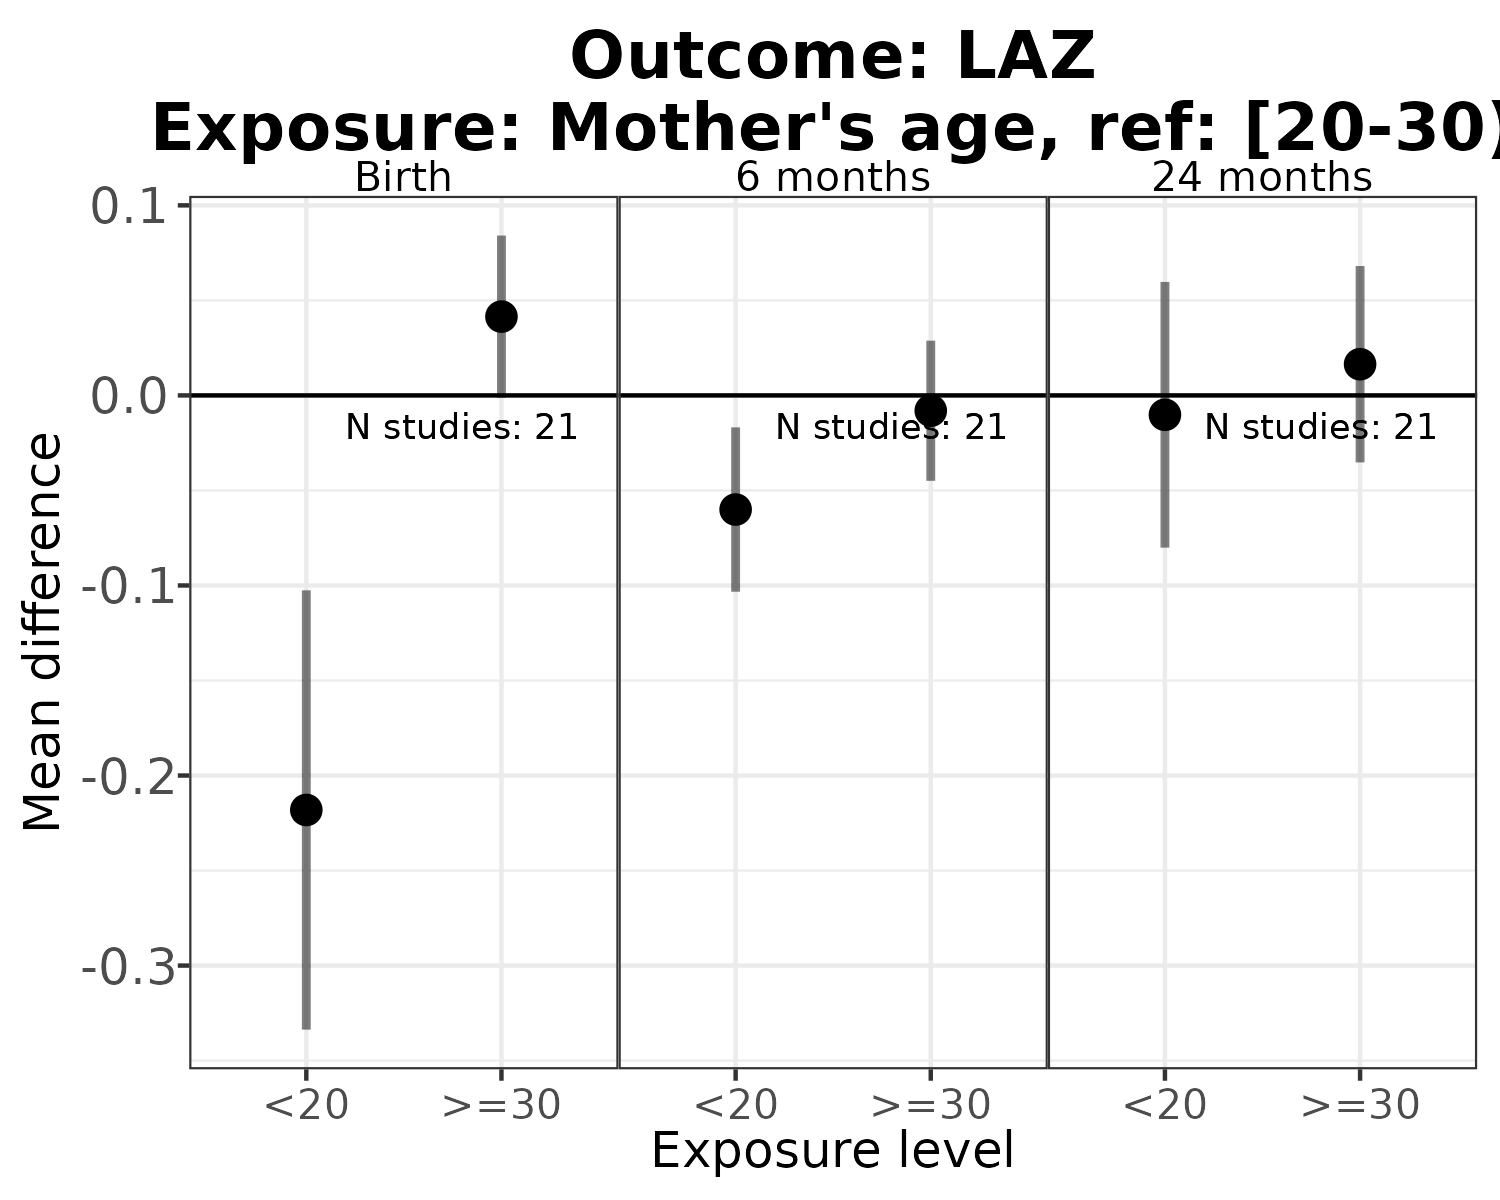 Outcome: LAZ
Exposure: Mother's age, ref: [20-30)
Birth
6 months
24 months
0.1
0.0
-0.1
-0.2
-0.3
Mean difference
N studies: 21
N studies: 21
N studies: 21
<20
>=30
<20
>=30
<20
>=30
Exposure level